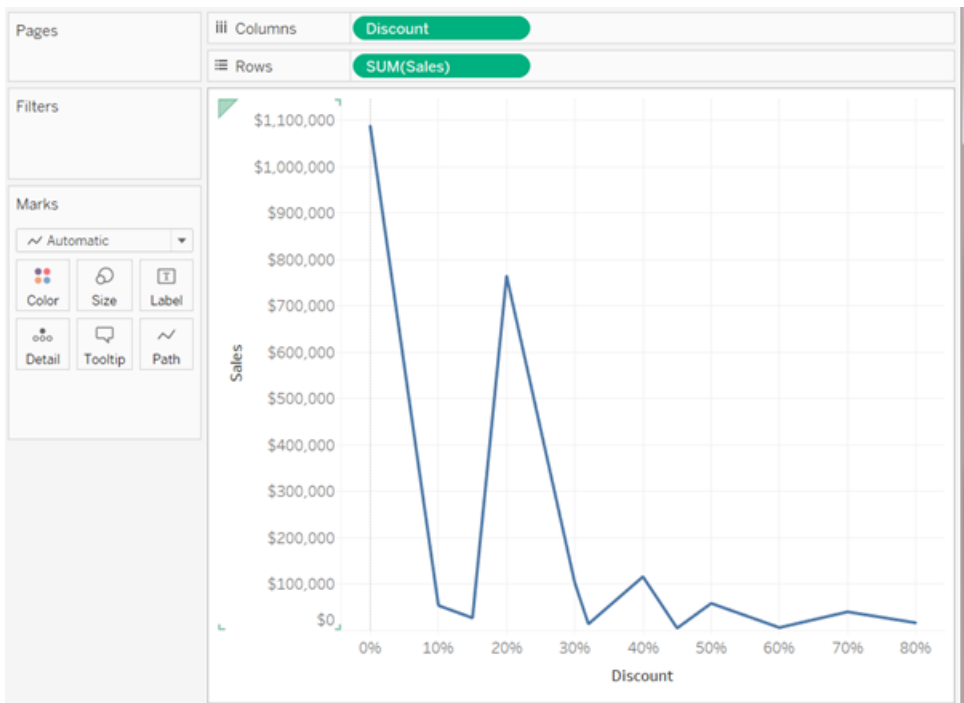 Pages
Columns
Discount
Rows
SUM(Sales)
Filters
Marks
Automatic
Color
Size
Label
Detail
Tooltip
Path
Sales
$1,100,000
$1,000,000
$900,000
$800,000
$700,000
$600,000
$500,000
$400,000
$300,000
$200,000
$100,000
$0
0% 10% 20% 30% 40% 50% 60% 70% 80%
Discount